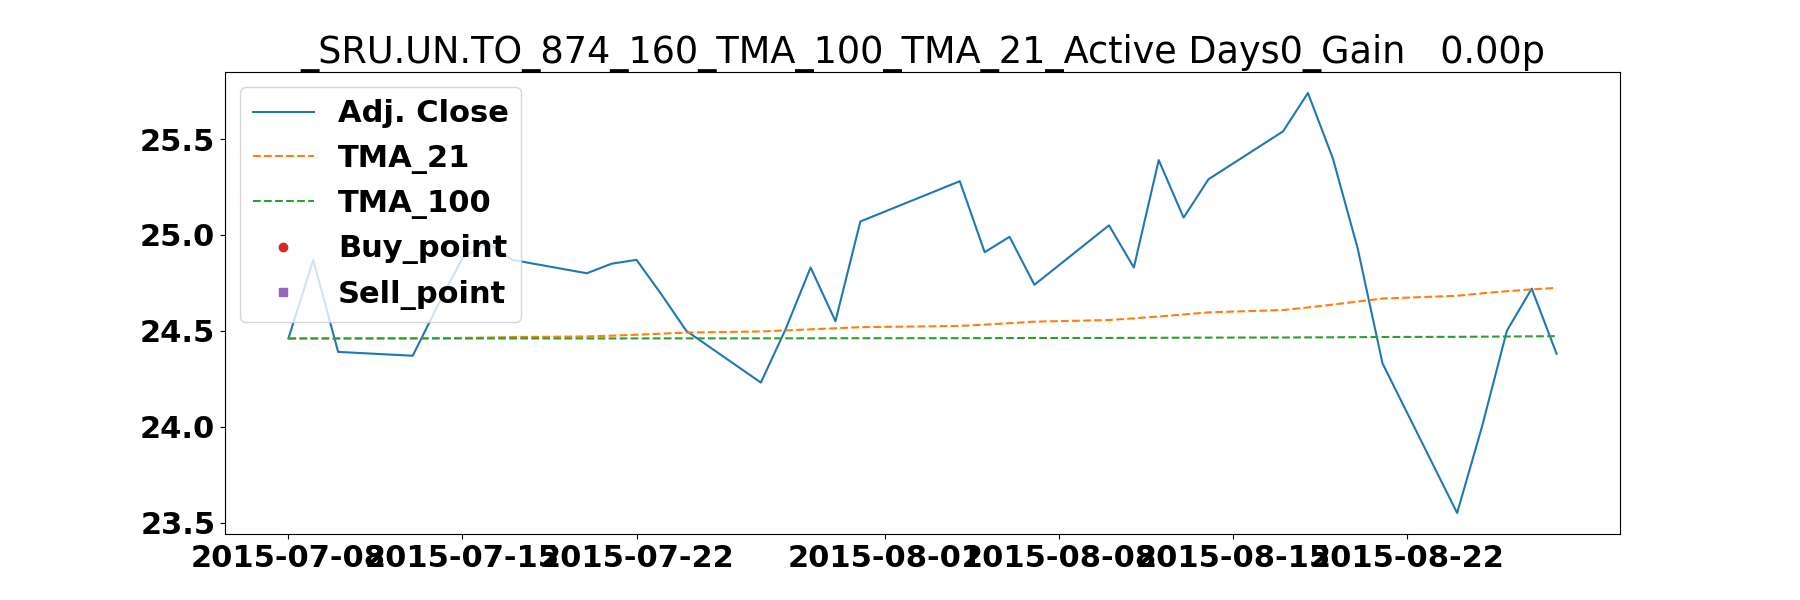 _SRU.UN.TO_874_160_TMA_100_TMA_21_Active Days0_Gain   0.00p
Adj. Close
TMA_21
TMA_100
Buy_point
Sell_point
25.5
25.0
24.5
24.0
23.5
2015-07-08 2015-07-15 2015-07-22 2015-08-01 2015-08-08 2015-08-15 2015-08-22